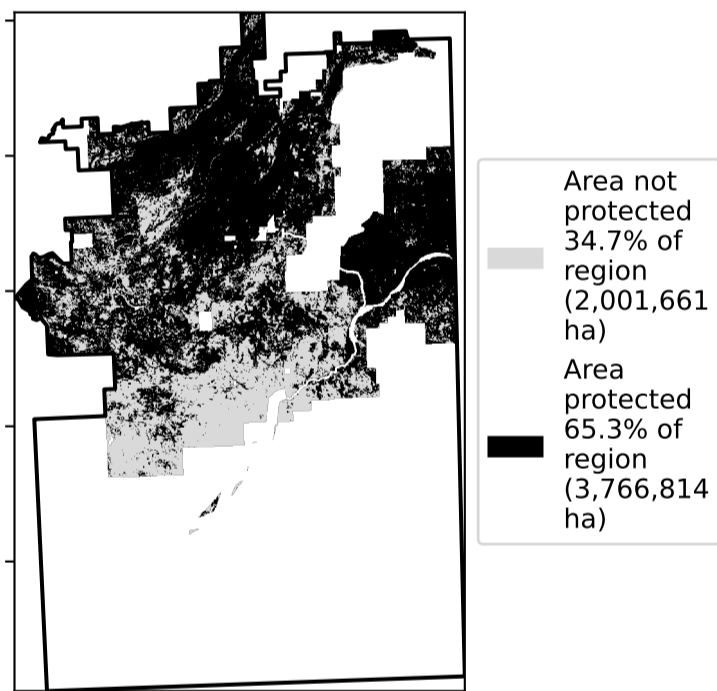 Area not
protected
34.7% of
region
(2,001,661
ha)
Area
protected
65.3% of
region
(3,766,814
ha)